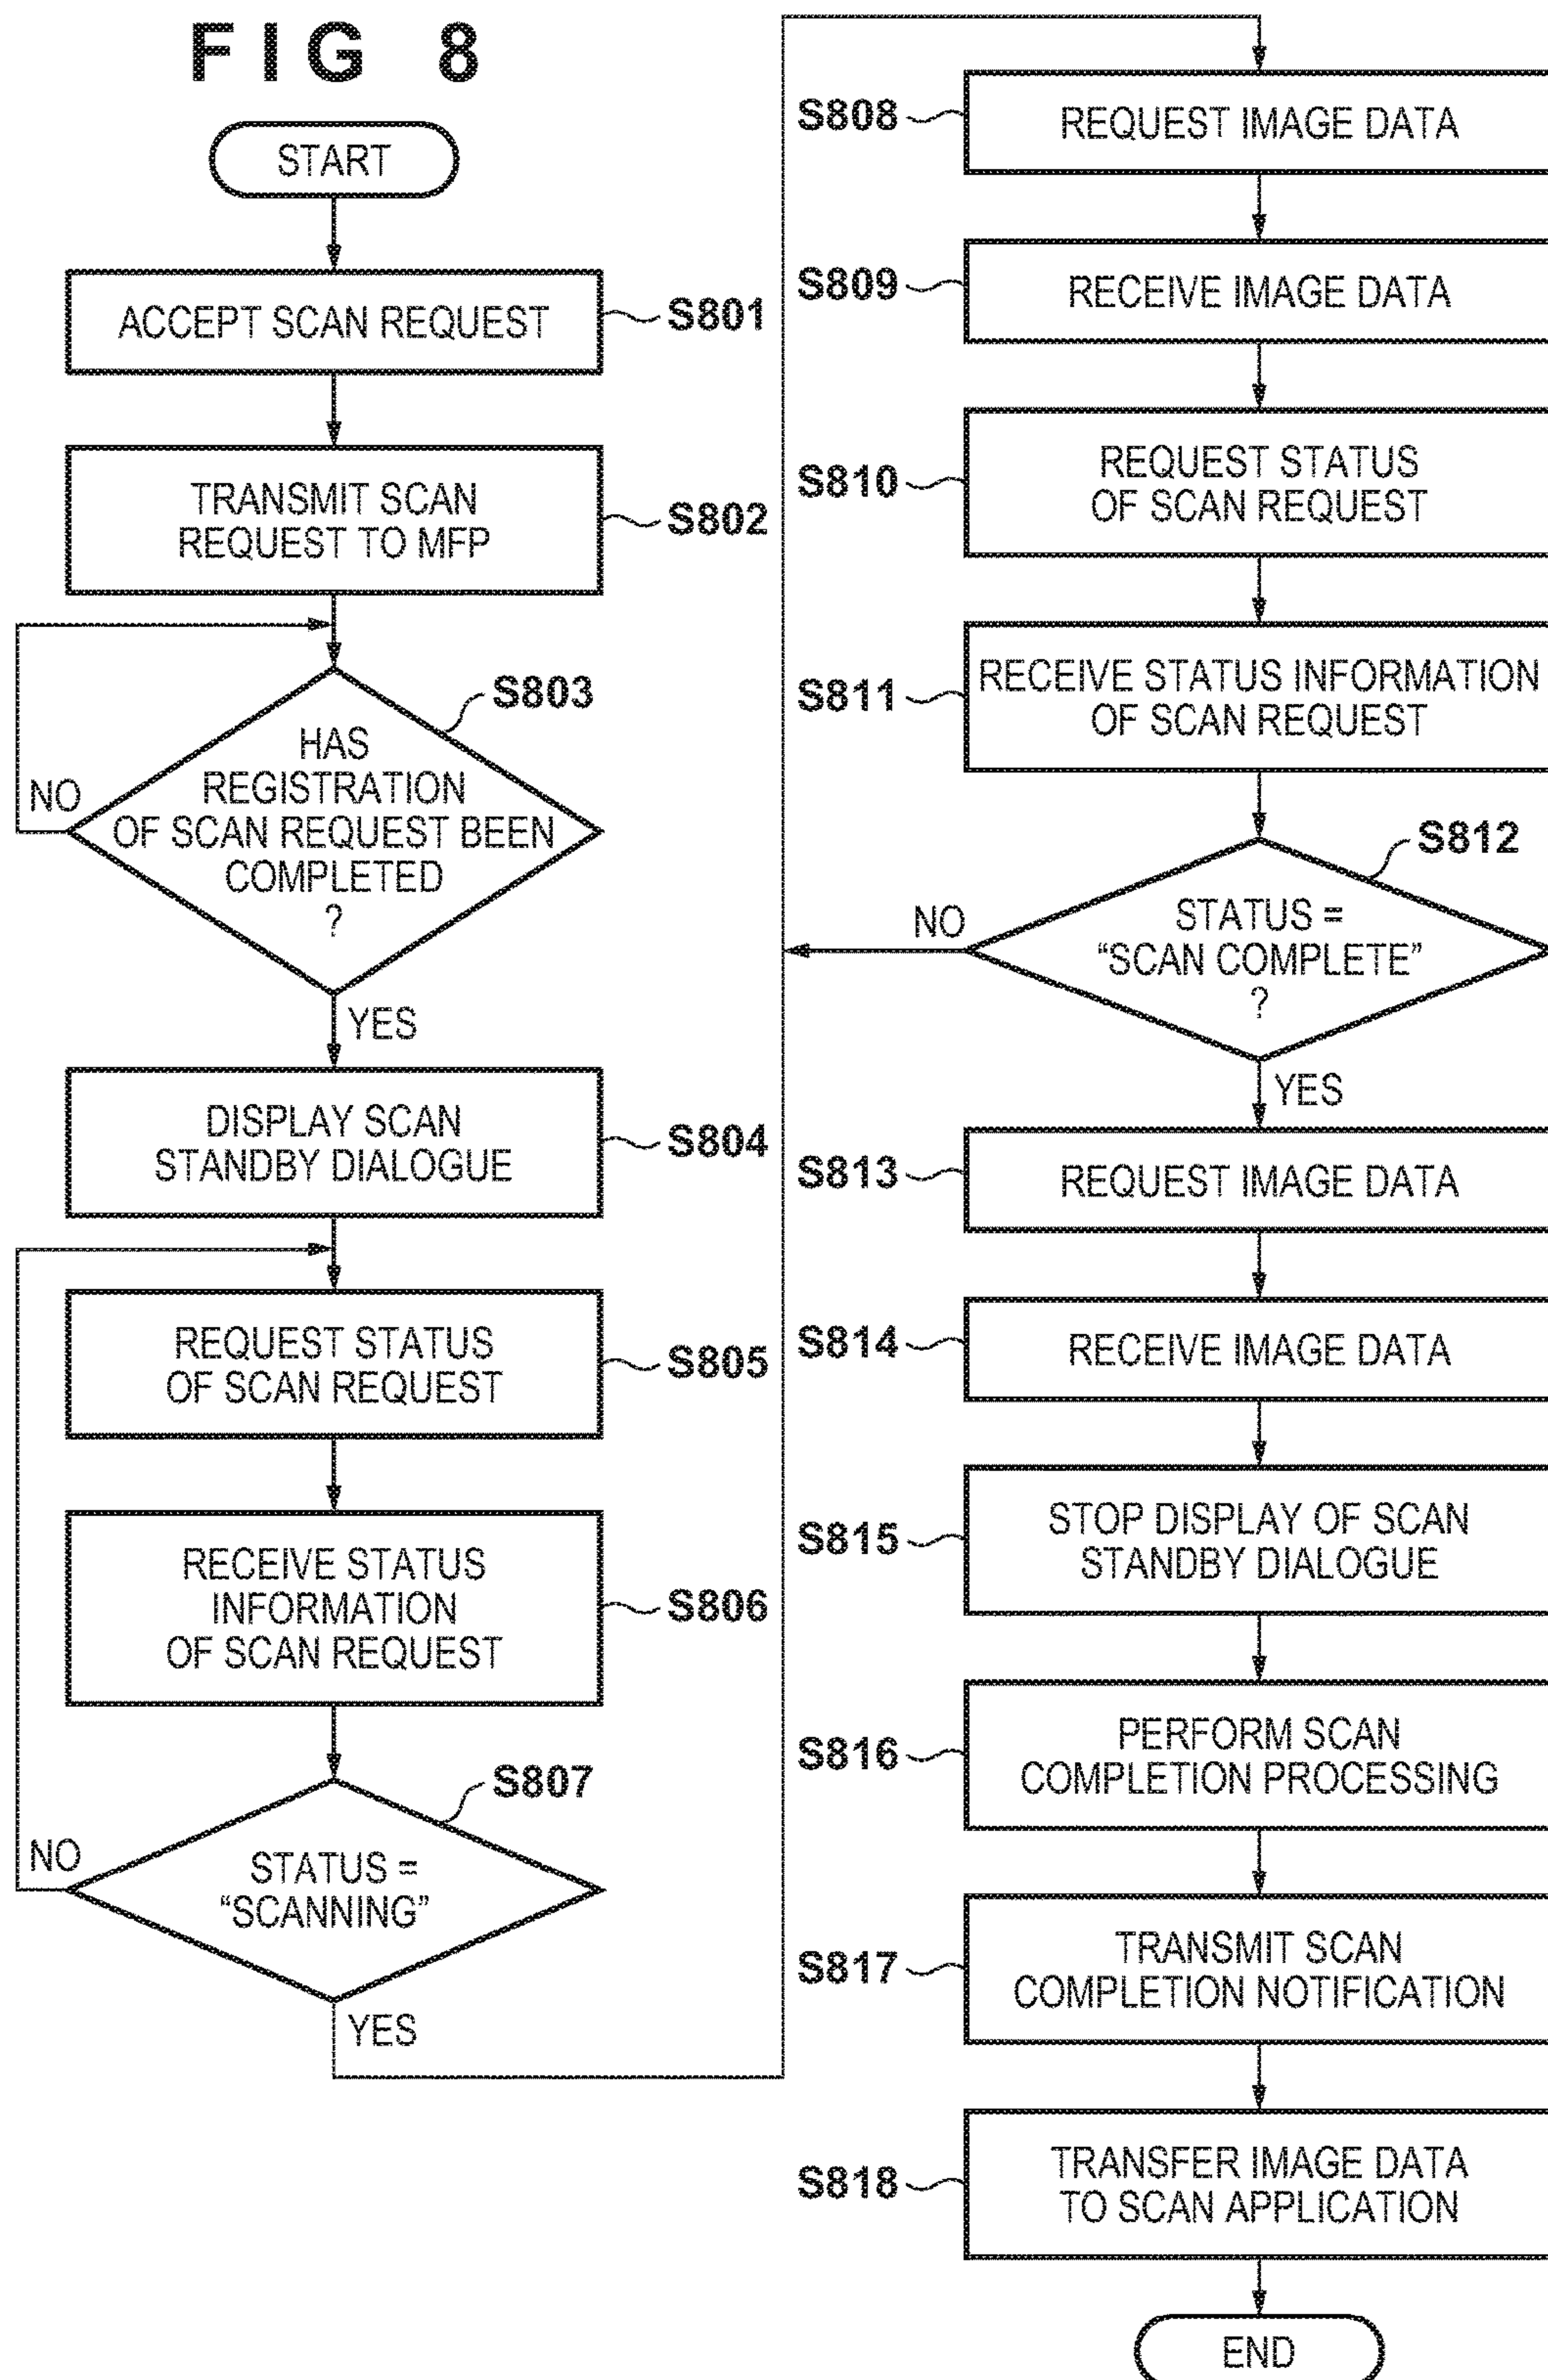 FIG 8
START
ACCEPT SCAN REQUEST
S801
TRANSMIT SCAN
REQUEST TO MFP
S802
S803
HAS
REGISTRATION
OF SCAN REQUEST BEEN
COMPLETED
?
NO
YES
DISPLAY SCAN
STANDBY DIALOGUE
S804
REQUEST STATUS
OF SCAN REQUEST
S805
RECEIVE STATUS
INFORMATION
OF SCAN REQUEST
S806
S807
STATUS =
“SCANNING”
NO
YES
S808
REQUEST IMAGE DATA
S809
RECEIVE IMAGE DATA
S810
REQUEST STATUS
OF SCAN REQUEST
S811
RECEIVE STATUS INFORMATION
OF SCAN REQUEST
S812
STATUS =
“SCAN COMPLETE”
?
NO
YES
S813
REQUEST IMAGE DATA
S814
RECEIVE IMAGE DATA
S815
STOP DISPLAY OF SCAN
STANDBY DIALOGUE
S816
PERFORM SCAN
COMPLETION PROCESSING
S817
TRANSMIT SCAN
COMPLETION NOTIFICATION
S818
TRANSFER IMAGE DATA
TO SCAN APPLICATION
END